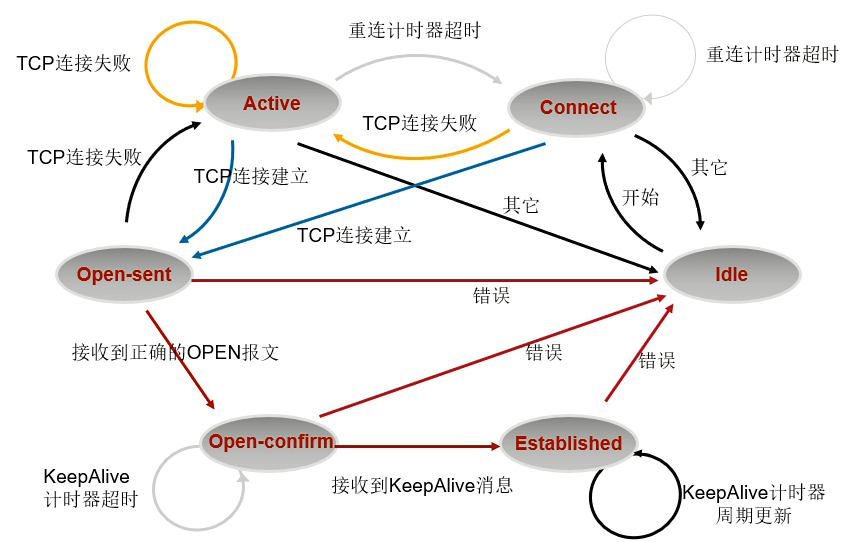 重连计时器超时
TCP连接失败
重连计时器超时
Active
Connect
TCP连接失败
TCP连接失败
TCP连接建立
其它
开始
其它
TCP连接建立
Open-sent
Idle
错误
接收到正确的OPEN报文
错误
错误
Open-confirm
Established
KeepAlive
计时器超时
接收到KeepAlive消息
KeepAlive计时器
周期更新